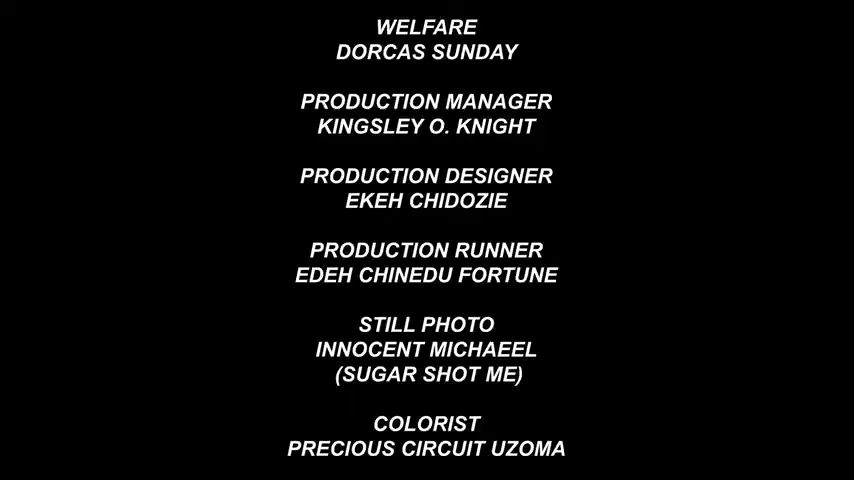 WELFARE
DORCAS SUNDAY
PRODUCTION MANAGER
KINGSLEY O. KNIGHT
PRODUCTION DESIGNER
EKEH CHIDOZIE
PRODUCTION RUNNER
EDEH CHINEDU FORTUNE
STILL PHOTO
INNOCENT MICHAEEL
(SUGAR SHOT ME)
COLORIST
PRECIOUS CIRCUIT UZOMA